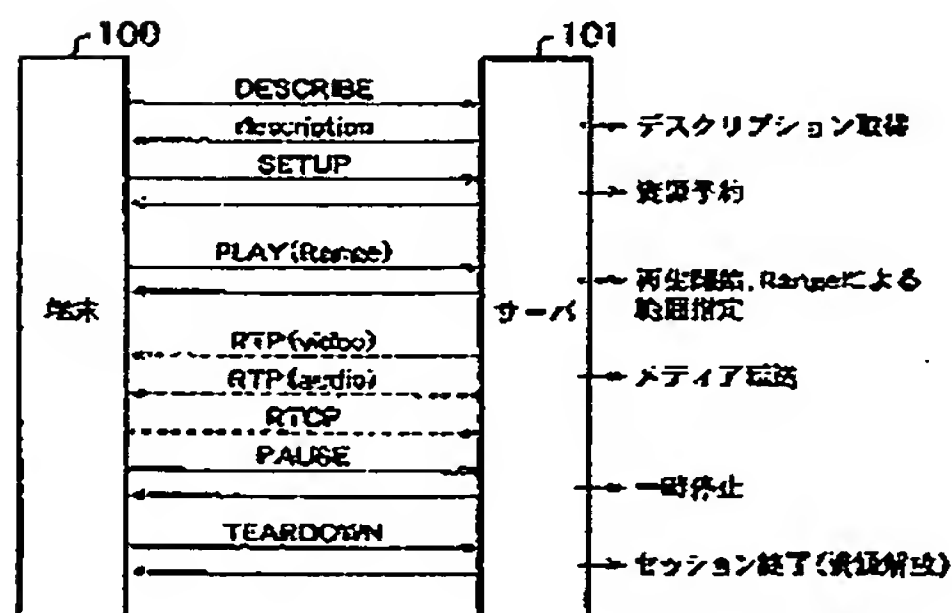 100
101
DESCRIBE
description
デスクリプション取得
SETUP
資源予約
PLAY(Range)
再生開始,Rangeによる
範囲指定
端末
サーバ
RTP(video)
RTP(audio)
メディア転送
RTCP
PAUSE
一時停止
TEARDOWN
セッション終了(資源解放)